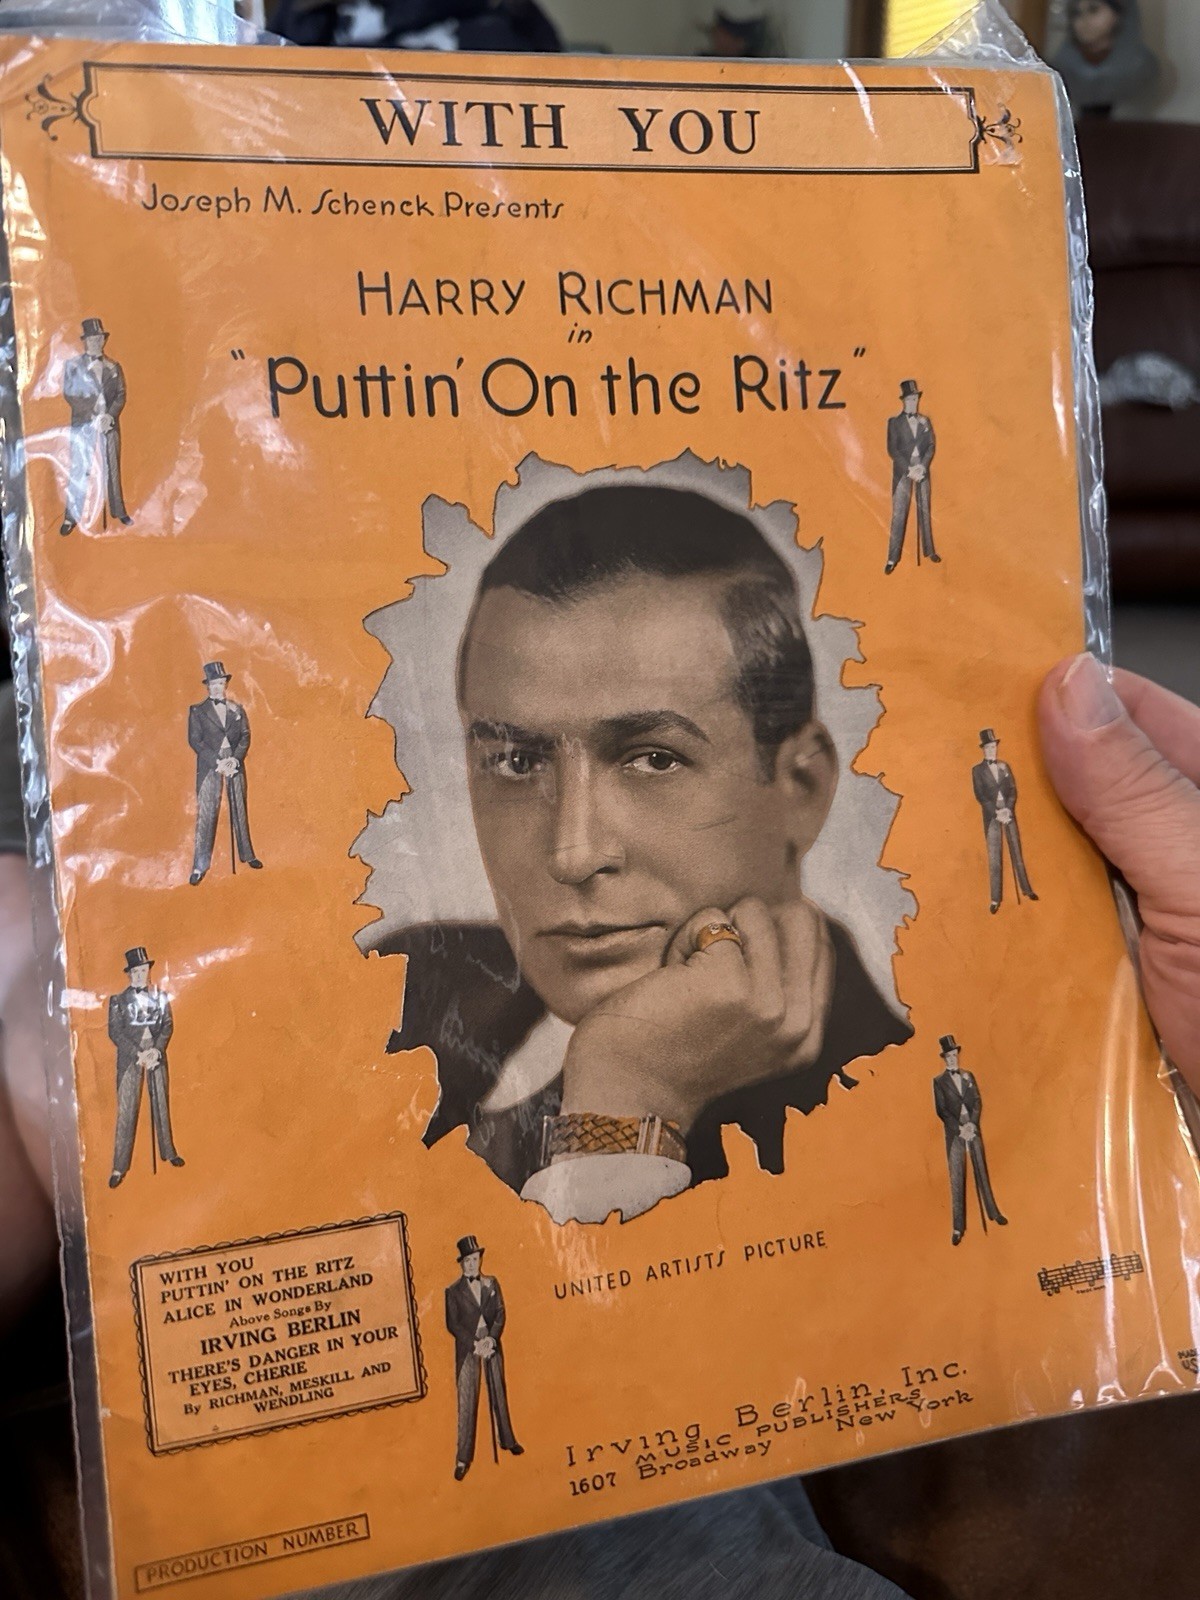 WITH YOU
Joseph M. Schenck Presents
HARRY RICHMAN
in
"Puttin' On the Ritz"
UNITED ARTISTS PICTURE
WITH YOU
PUTTIN' ON THE RITZ
ALICE IN WONDERLAND
Above Songs By
IRVING BERLIN
THERE'S DANGER IN YOUR
EYES, CHERIE
By RICHMAN, MESKILL AND
WENDLING
Irving Berlin, Inc.
MUSIC PUBLISHERS
1607 Broadway New York
PRODUCTION NUMBER